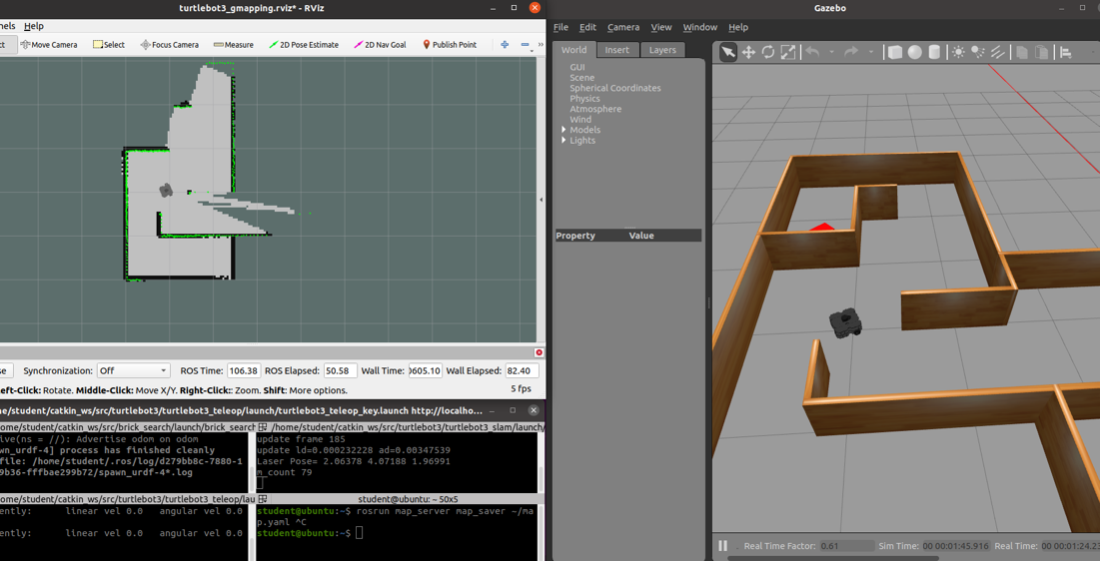 turtlebot3_gmapping.rviz* - RViz
nels Help
ct Move Camera Select Focus Camera Measure 2D Pose Estimate 2D Nav Goal Publish Point
se Synchronization: Off ROS Time: 106.38 ROS Elapsed: 50.58 Wall Time: 0605.10 Wall Elapsed: 82.40
eft-Click: Rotate. Middle-Click: Move X/Y. Right-Click:: Zoom. Shift: More options. 5 fps
me/student/catkin_ws/src/turtlebot3/turtlebot3_teleop/launch/turtlebot3_teleop_key.launch http://localho...
home/student/catkin_ws/src/brick_search/launch/brick_searc
ive(ns = //): Advertise odom on odom
wn_urdf-4] process has finished cleanly
file: /home/student/.ros/log/d279bb8c-7880-1
9b36-fffbae299b72/spawn_urdf-4*.log
/home/student/catkin_ws/src/turtlebot3/turtlebot3_slam/launch/
update frame 185
update ld=0.000232228 ad=0.00347539
Laser Pose= 2.06378 4.07188 1.96991
m_count 79
ome/student/catkin_ws/src/turtlebot3/turtlebot3_teleop/lau
ently: linear vel 0.0 angular vel 0.0
ently: linear vel 0.0 angular vel 0.0
student@ubuntu: ~ 50x5
student@ubuntu:~$ rosrun map_server map_saver ~/ma
p.yaml ^C
student@ubuntu:~$
Gazebo
File Edit Camera View Window Help
World Insert Layers
GUI
Scene
Spherical Coordinates
Physics
Atmosphere
Wind
Models
Lights
Property Value
Real Time Factor: 0.61 Sim Time: 00 00:01:45.916 Real Time: 00 00:01:24.23